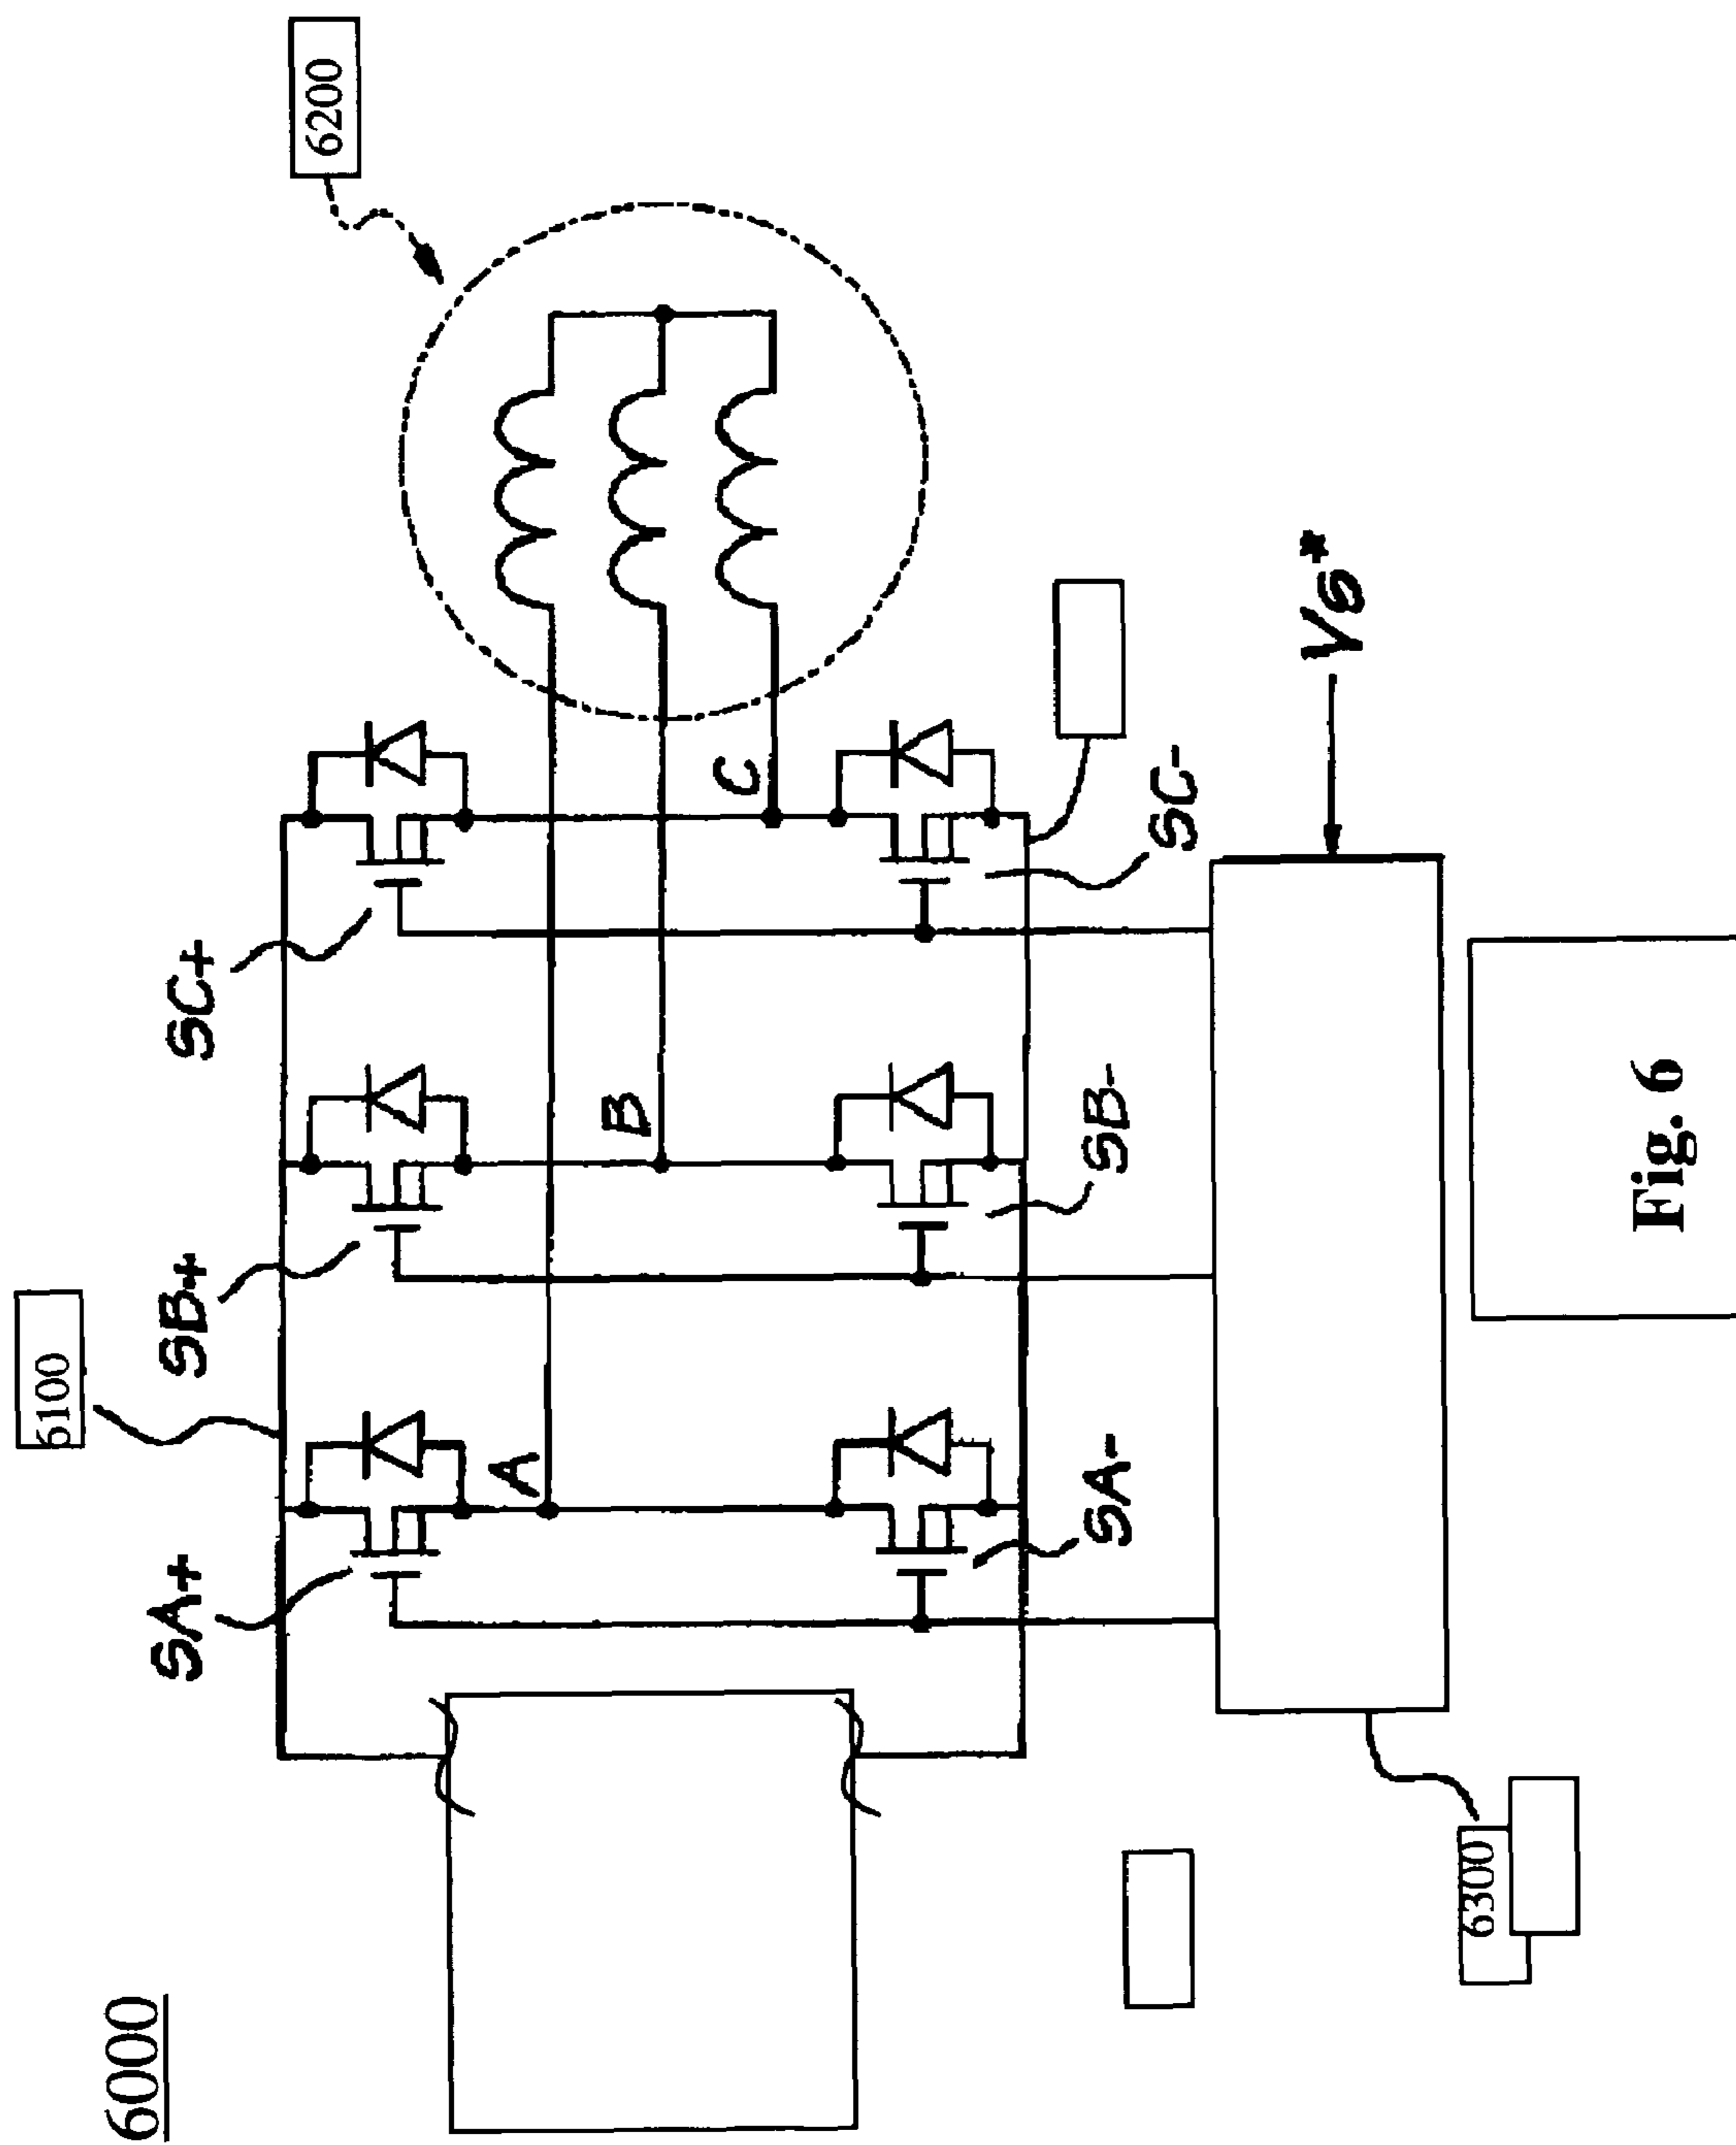 6000
6100
6200
SA+
SB+
SC+
A
B
C
SA-
SB-
SC-
Vs*
6300
Fig. 6